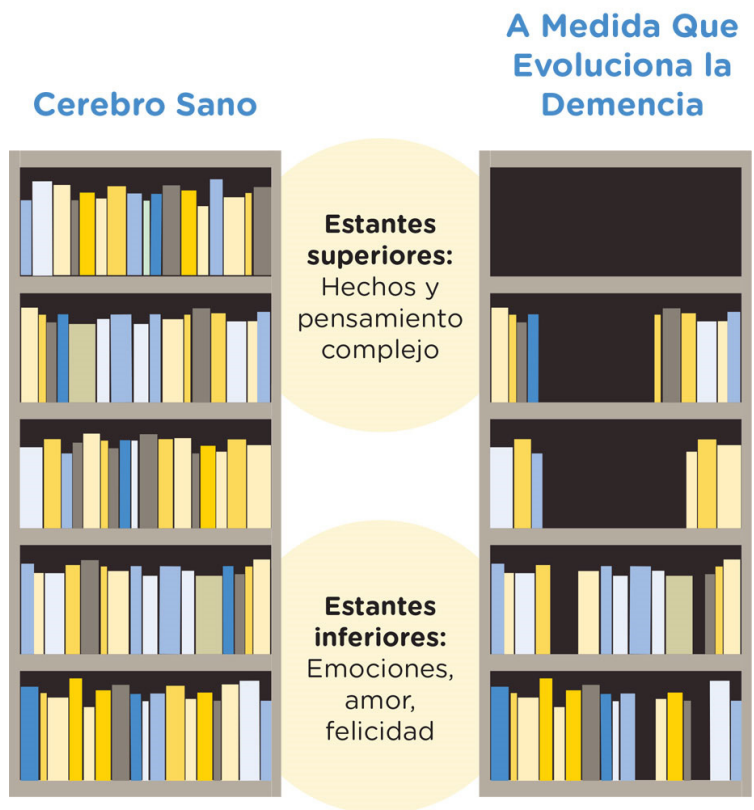 Cerebro Sano
A Medida Que
Evoluciona la
Demencia
Estantes
superiores:
Hechos y
pensamiento
complejo
Estantes
inferiores:
Emociones,
amor,
felicidad